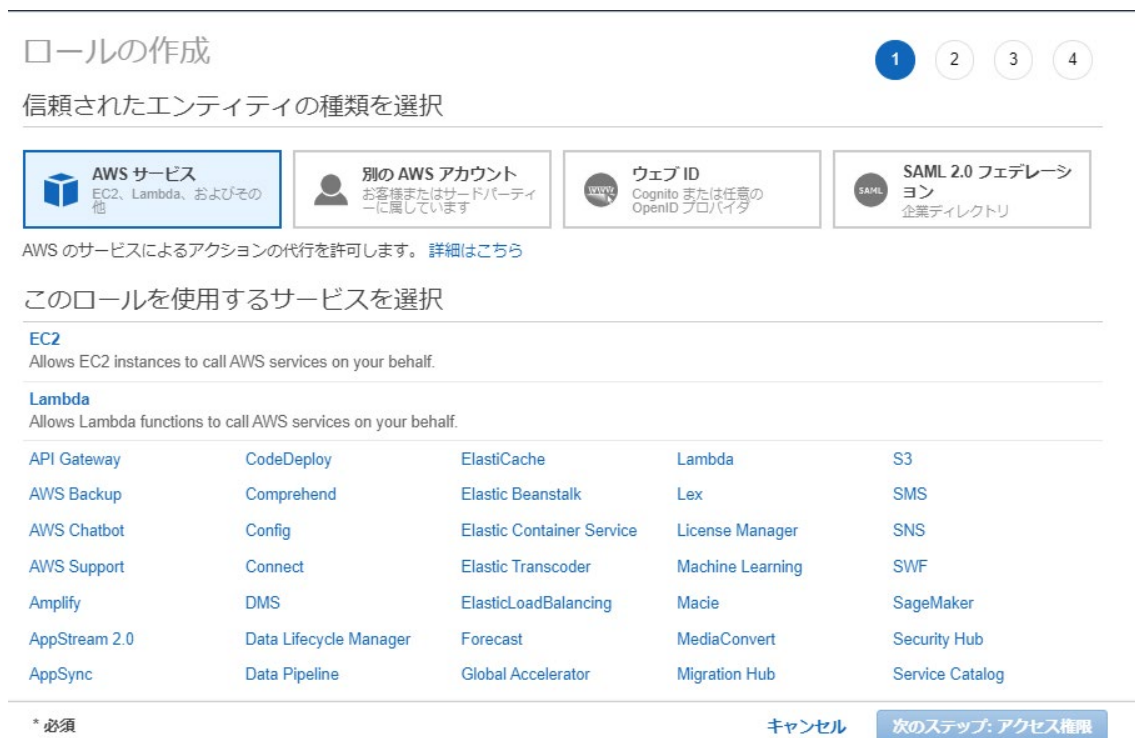 ロールの作成
1 2 3 4
信頼されたエンティティの種類を選択
AWS サービス
EC2、Lambda、およびその
他
別の AWS アカウント
お客様またはサードパーティ
ーに属しています
WWW
ウェブ ID
Cognito または任意の
OpenID プロバイダ
SAML
SAML 2.0 フェデレーシ
ョン
企業ディレクトリ
AWS のサービスによるアクションの代行を許可します。 詳細はこちら
このロールを使用するサービスを選択
EC2
Allows EC2 instances to call AWS services on your behalf.
Lambda
Allows Lambda functions to call AWS services on your behalf.
API Gateway CodeDeploy ElastiCache Lambda S3
AWS Backup Comprehend Elastic Beanstalk Lex SMS
AWS Chatbot Config Elastic Container Service License Manager SNS
AWS Support Connect Elastic Transcoder Machine Learning SWF
Amplify DMS ElasticLoadBalancing Macie SageMaker
AppStream 2.0 Data Lifecycle Manager Forecast MediaConvert Security Hub
AppSync Data Pipeline Global Accelerator Migration Hub Service Catalog
* 必須 キャンセル 次のステップ: アクセス権限